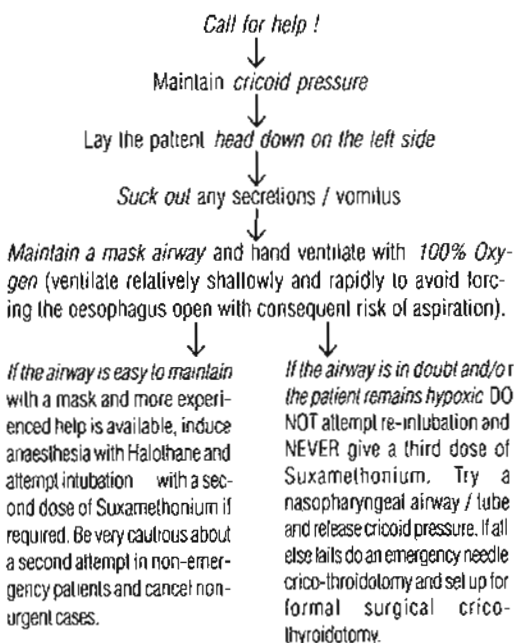 Call for help !
Maintain cricoid pressure
Lay the patient head down on the left side
Suck out any secretions / vomitus
Maintain a mask airway and hand ventilate with 100% Oxy-
gen (ventilate relatively shallowly and rapidly to avoid forc-
ing the oesophagus open with consequent risk of aspiration).
If the airway is easy to maintain
with a mask and more experi-
enced help is available, induce
anaesthesia with Halothane and
attempt intubation with a sec-
ond dose of Suxamethonium if
required. Be very cautious about
a second attempt in non-emer-
gency patients and cancel non-
urgent cases.
If the airway is in doubt and/or
the patient remains hypoxic DO
NOT attempt re-intubation and
NEVER give a third dose of
Suxamethonium. Try a
nasopharyngeal airway / tube
and release cricoid pressure. If all
else fails do an emergency needle
crico-throidotomy and set up for
formal surgical crico-
thyroidotomy.